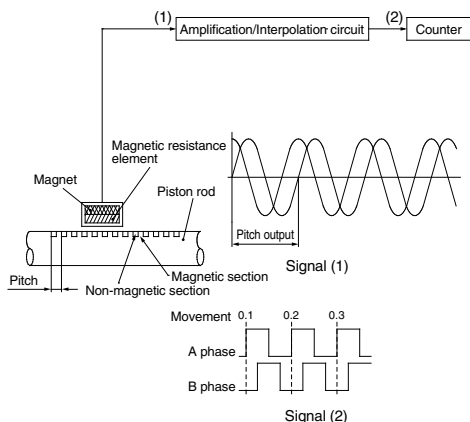 (1)
Amplification/Interpolation circuit
(2)
Counter
Magnetic resistance
element
Magnet
Piston rod
Pitch output
Signal (1)
Magnetic section
Non-magnetic section
Pitch
Movement 0.1 0.2 0.3
A phase
B phase
Signal (2)